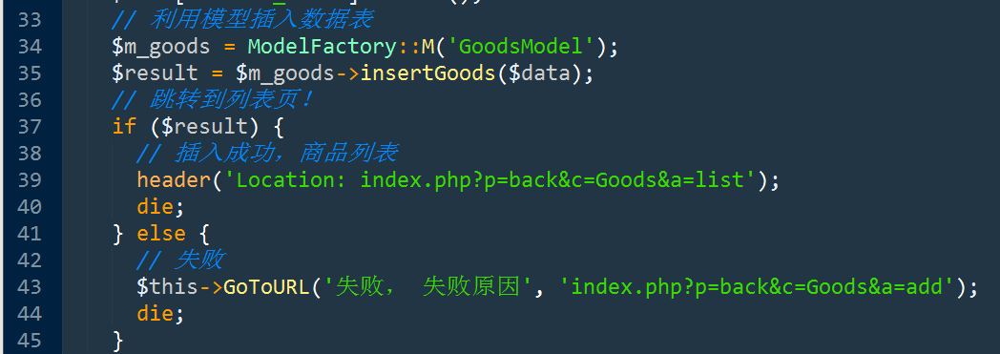 33 // 利用模型插入数据表
34 $m_goods = ModelFactory::M('GoodsModel');
35 $result = $m_goods->insertGoods($data);
36 // 跳转到列表页!
37 if ($result) {
38 // 插入成功，商品列表
39 header('Location: index.php?p=back&c=Goods&a=list');
40 die;
41 } else {
42 // 失败
43 $this->GoToURL('失败， 失败原因', 'index.php?p=back&c=Goods&a=add');
44 die;
45 }